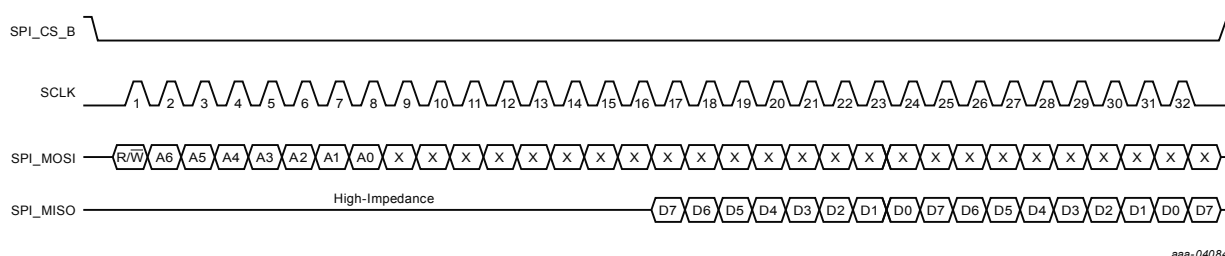 SPI_CS_B
SCLK 1 2 3 4 5 6 7 8 9 10 11 12 13 14 15 16 17 18 19 20 21 22 23 24 25 26 27 28 29 30 31 32
SPI_MOSI R/W̅ A6 A5 A4 A3 A2 A1 A0 X X X X X X X X X X X X X X X X X X X X X X X X X
SPI_MISO High-Impedance D7 D6 D5 D4 D3 D2 D1 D0 D7 D6 D5 D4 D3 D2 D1 D0 D7